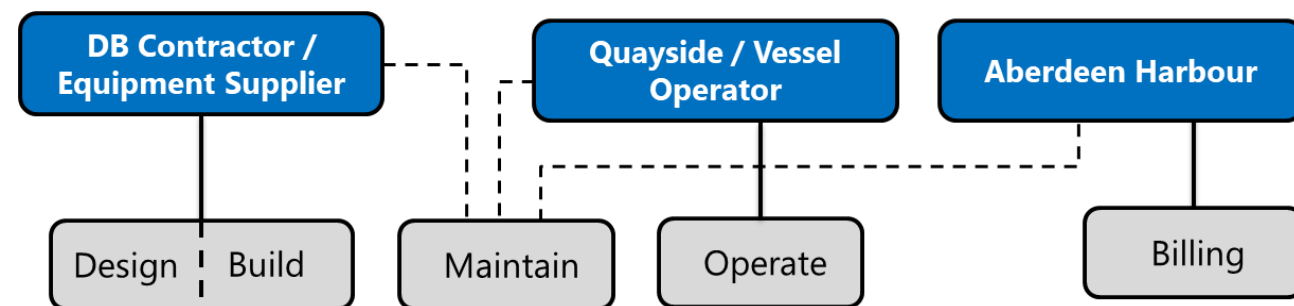 DB Contractor /
Equipment Supplier
Quayside / Vessel
Operator
Aberdeen Harbour
Design
Build
Maintain
Operate
Billing